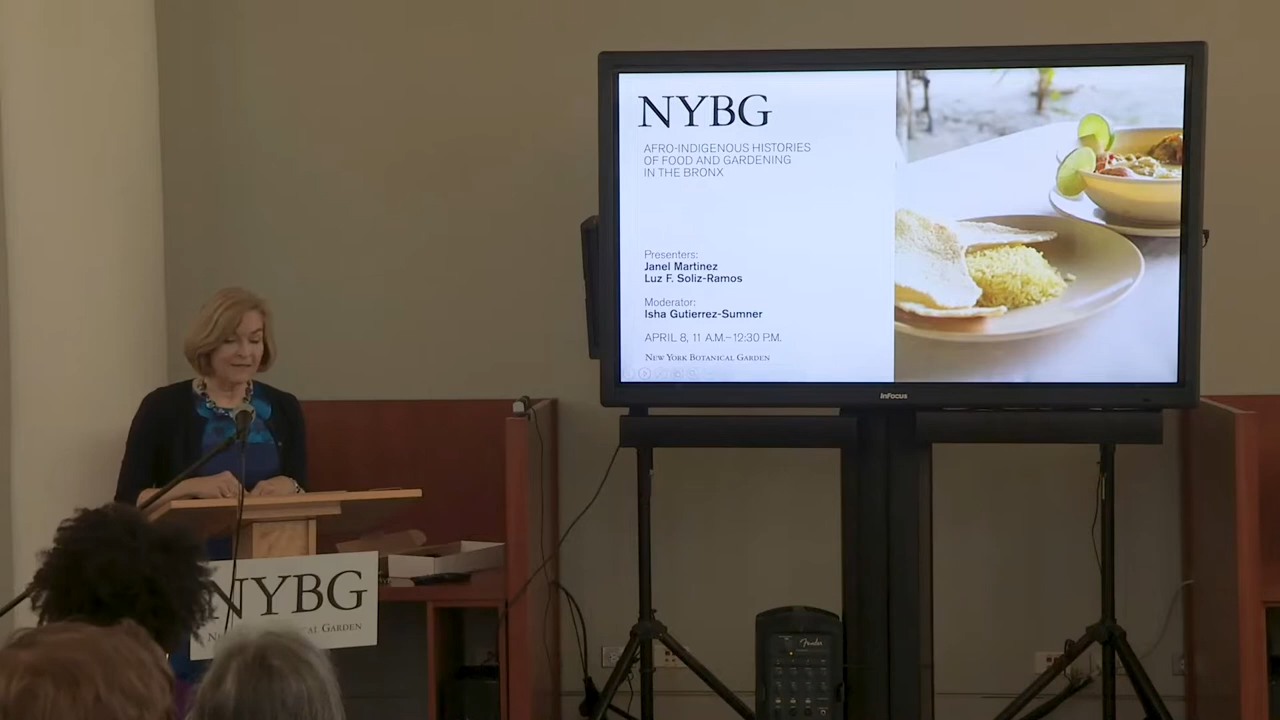 NYBG
AFRO-INDIGENOUS HISTORIES
OF FOOD AND GARDENING
IN THE BRONX
Presenters:
Janel Martinez
Luz F. Soliz-Ramos
Moderator:
Isha Gutierrez-Sumner
APRIL 8, 11 A.M.–12:30 P.M.
NEW YORK BOTANICAL GARDEN
InFocus
NYBG
GARDEN
Fender